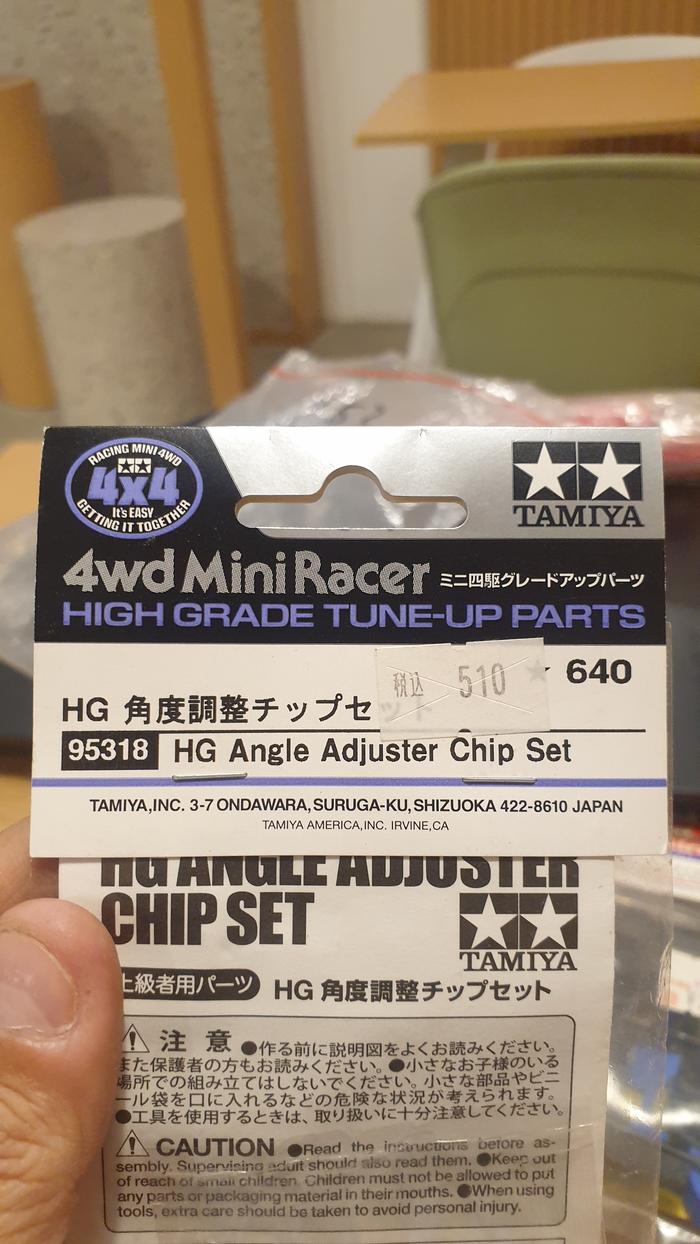 RACING MINI 4WD
4x4
It's EASY
GETTING IT TOGETHER
TAMIYA
4wd Mini Racer ミニ四駆グレードアップパーツ
HIGH GRADE TUNE-UP PARTS
税込 510
640
HG 角度調整チップセット
95318 HG Angle Adjuster Chip Set
TAMIYA,INC. 3-7 ONDAWARA, SURUGA-KU, SHIZUOKA 422-8610 JAPAN
TAMIYA AMERICA,INC. IRVINE,CA
HG ANGLE ADJUSTER
CHIP SET
TAMIYA
上級者用パーツ HG 角度調整チップセット
注意 ●作る前に説明図をよくお読みください。
また保護者の方もお読みください。●小さなお子様のいる
場所での組み立てはしないでください。小さな部品やビニ
ール袋を口に入れるなどの危険な状況が考えられます。
●工具を使用するときは、取り扱いに十分注意してください。
CAUTION ●Read the instructions before as-
sembly. Supervising adult should also read them. ●Keep out
of reach of small children. Children must not be allowed to put
any parts or packaging material in their mouths. ●When using
tools, extra care should be taken to avoid personal injury.